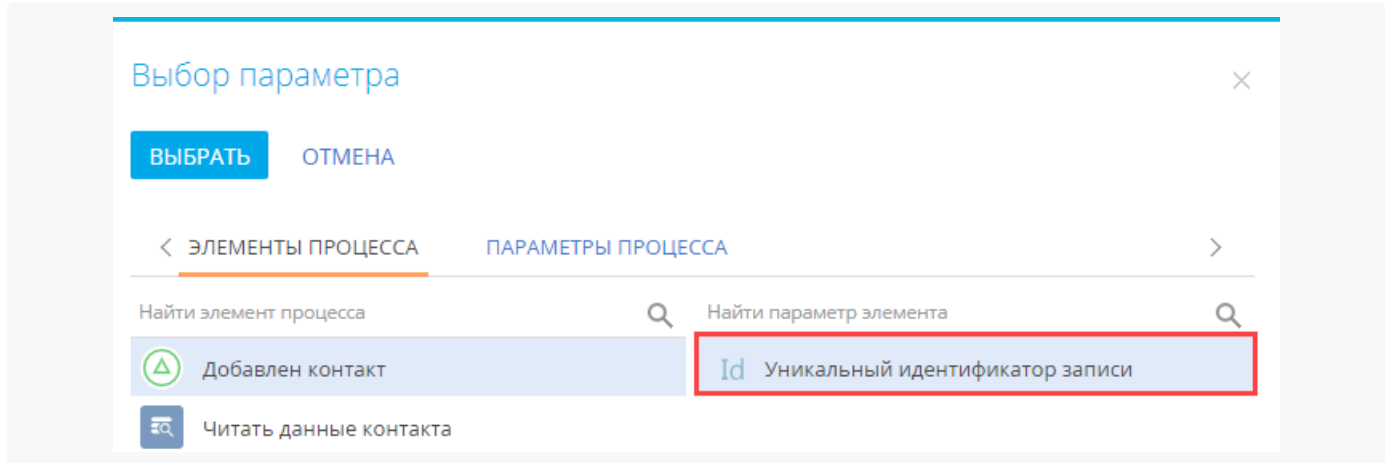 Выбор параметра
ВЫБРАТЬ ОТМЕНА
ЭЛЕМЕНТЫ ПРОЦЕССА ПАРАМЕТРЫ ПРОЦЕССА
Найти элемент процесса Найти параметр элемента
Добавлен контакт Id Уникальный идентификатор записи
Читать данные контакта